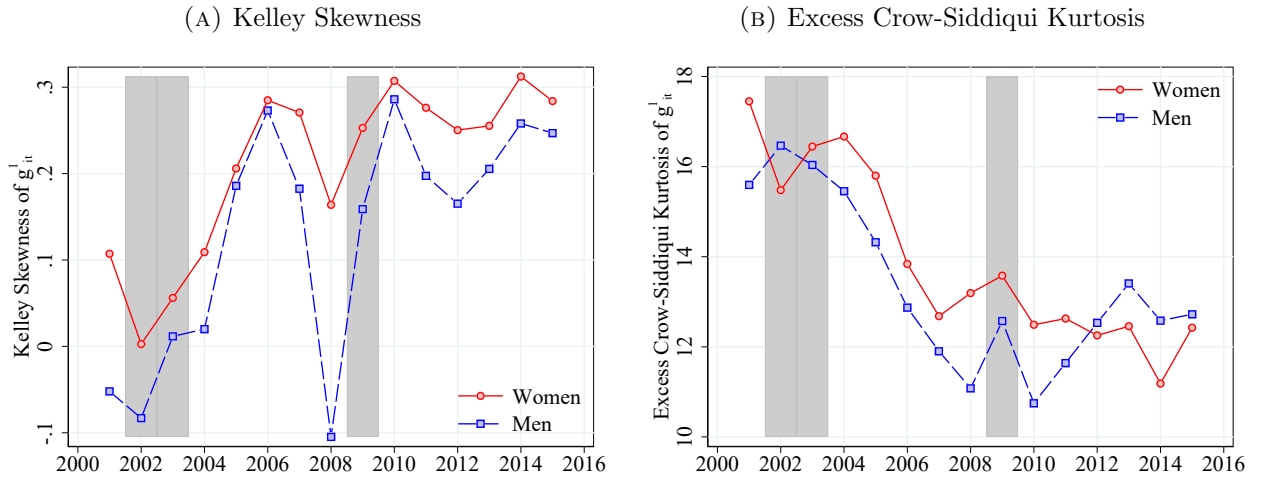 (A) Kelley Skewness
Kelley Skewness of g¹ᵢₜ
.3
.2
.1
0
-.1
Women
Men
2000 2002 2004 2006 2008 2010 2012 2014 2016
(B) Excess Crow-Siddiqui Kurtosis
Excess Crow-Siddiqui Kurtosis of g¹ᵢₜ
18
16
14
12
10
Women
Men
2000 2002 2004 2006 2008 2010 2012 2014 2016